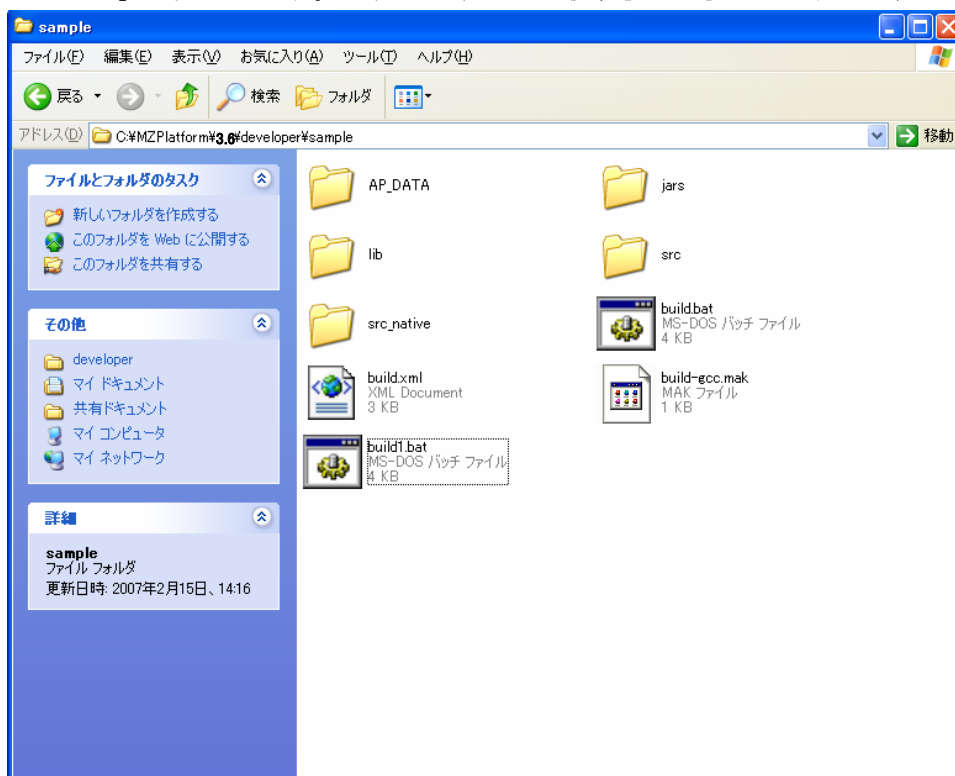 sample
ファイル(F) 編集(E) 表示(V) お気に入り(A) ツール(T) ヘルプ(H)
戻る 検索 フォルダ
アドレス(D) C:¥MZPlatform¥3.6¥developer¥sample 移動
ファイルとフォルダのタスク
新しいフォルダを作成する
このフォルダを Web に公開する
このフォルダを共有する
その他
developer
マイ ドキュメント
共有ドキュメント
マイ コンピュータ
マイ ネットワーク
詳細
sample
ファイル フォルダ
更新日時: 2007年2月15日、14:16
AP_DATA
jars
lib
src
src_native
build.bat
MS-DOS バッチ ファイル
4 KB
build.xml
XML Document
3 KB
build-gcc.mak
MAK ファイル
1 KB
build1.bat
MS-DOS バッチ ファイル
4 KB